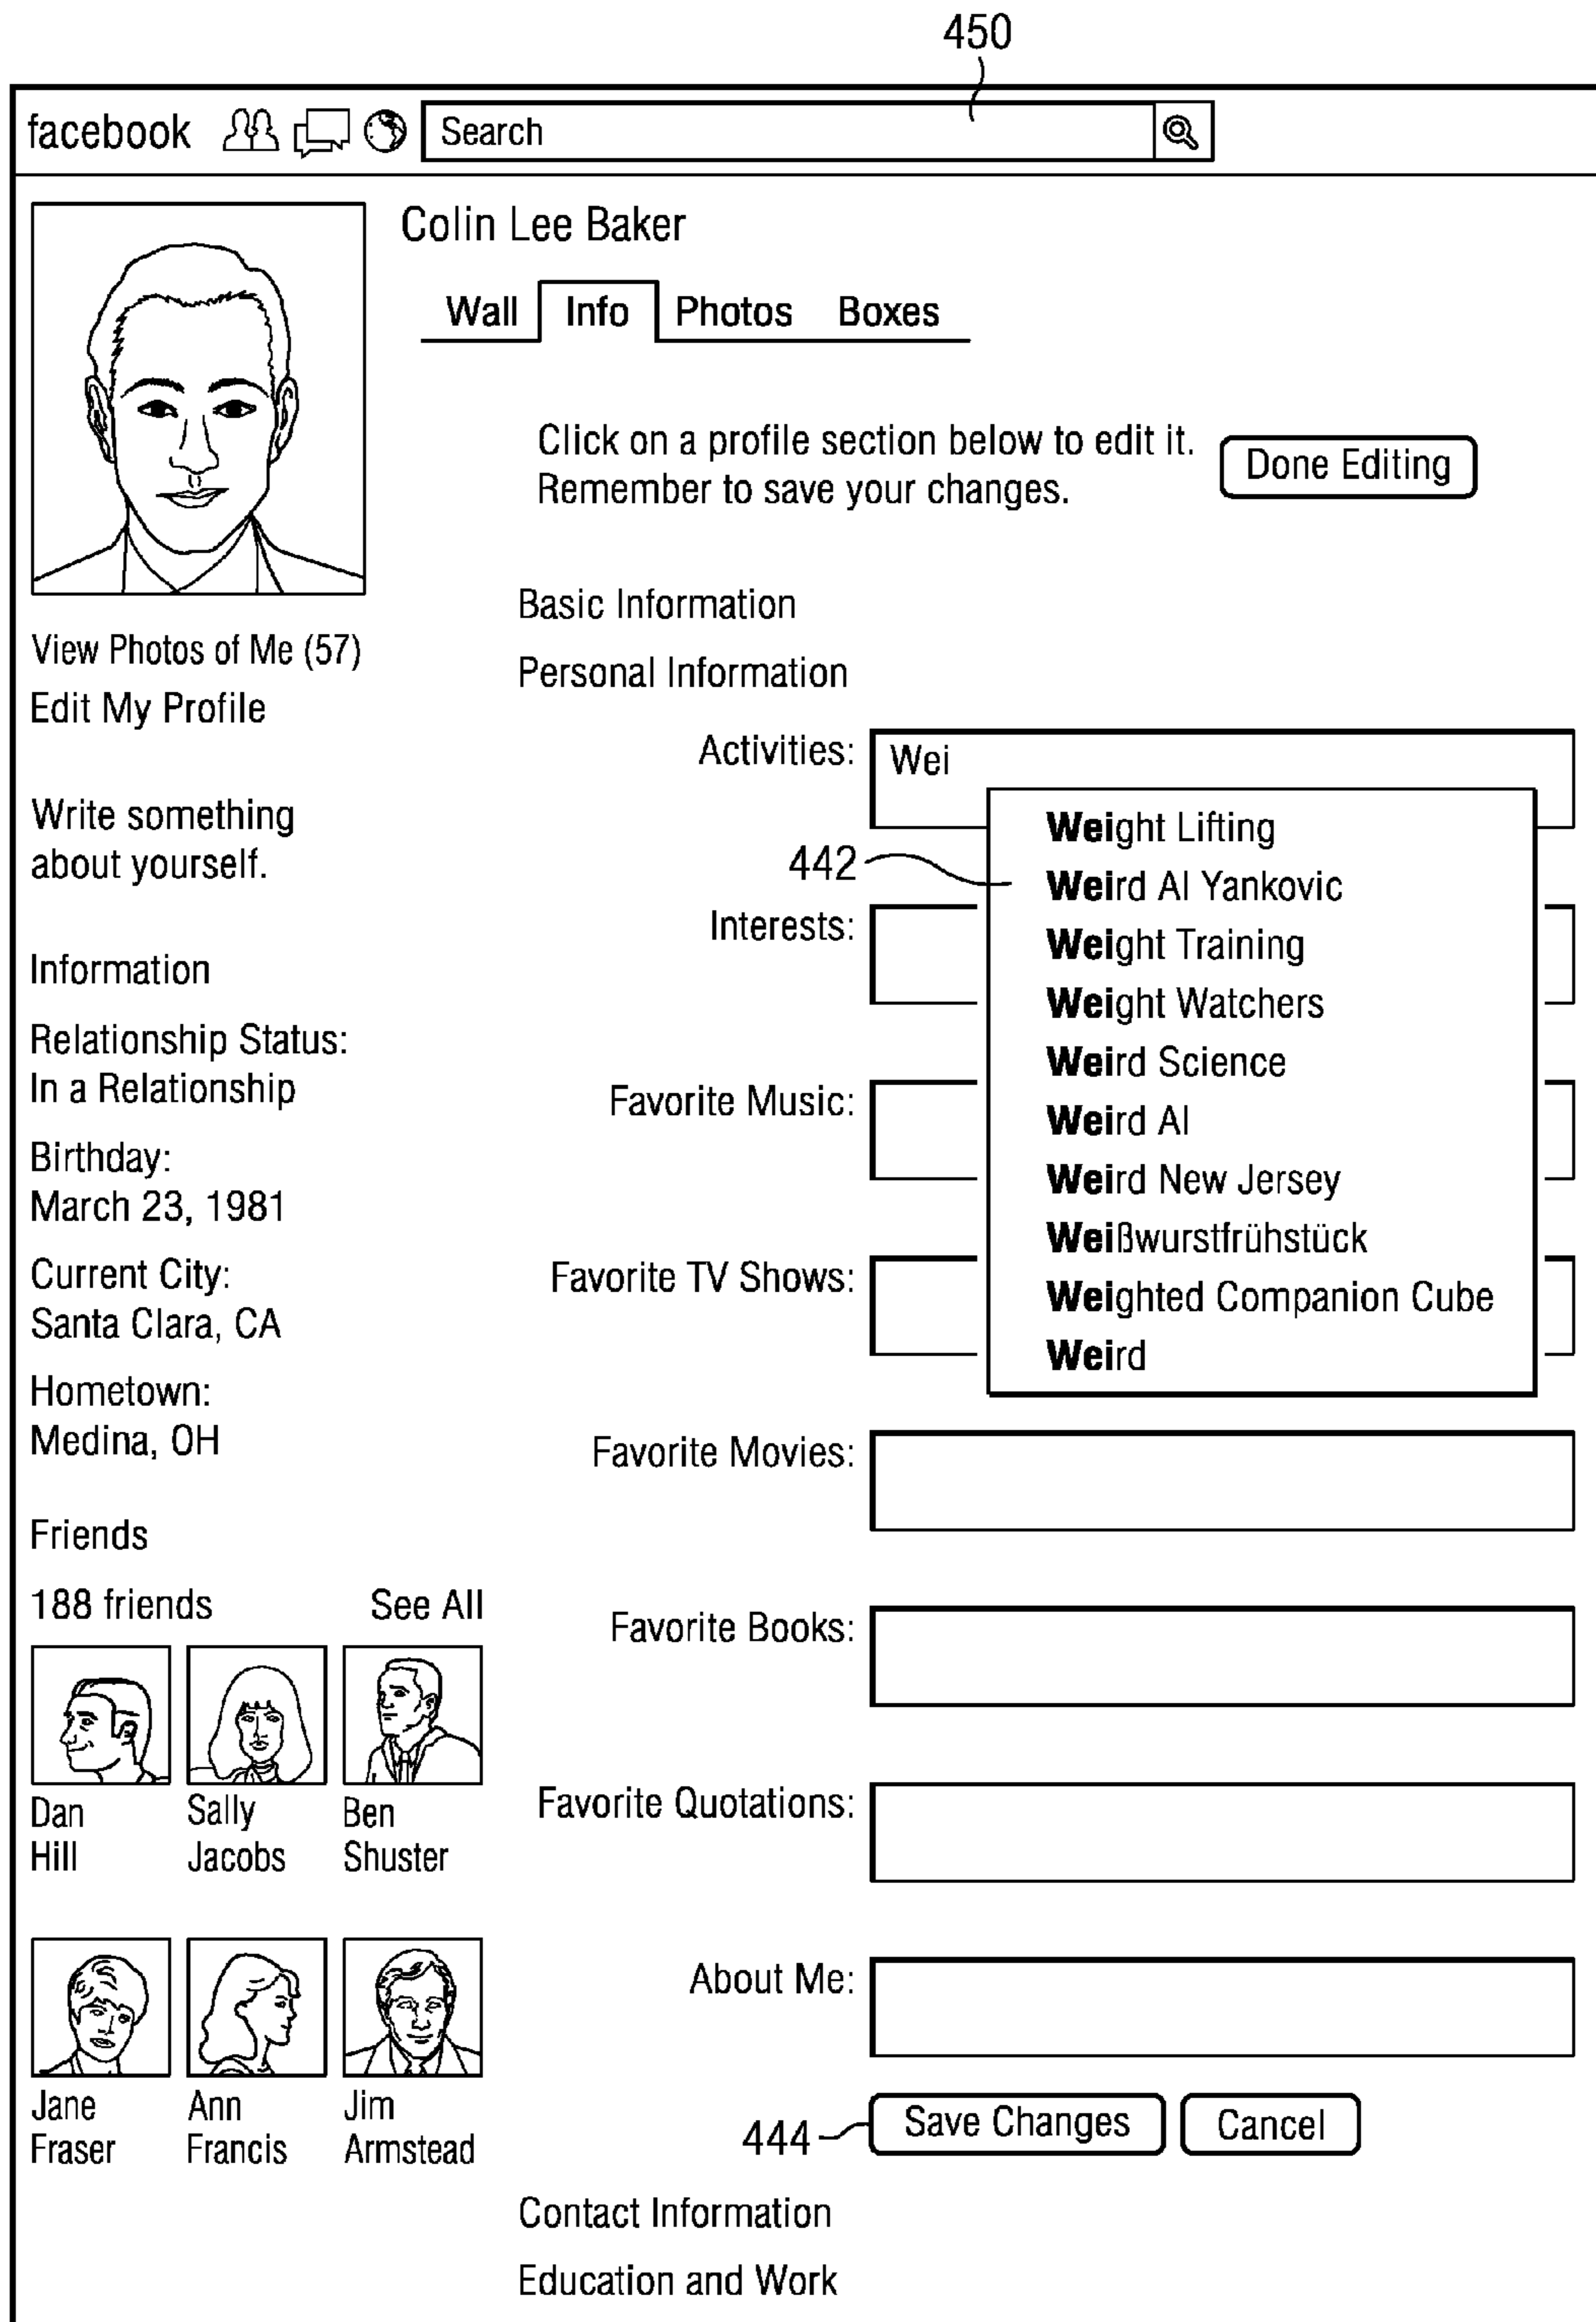 450
facebook Search
Colin Lee Baker
Wall Info Photos Boxes
Click on a profile section below to edit it.
Remember to save your changes.
Done Editing
View Photos of Me (57)
Edit My Profile
Write something
about yourself.
Information
Relationship Status:
In a Relationship
Birthday:
March 23, 1981
Current City:
Santa Clara, CA
Hometown:
Medina, OH
Friends
188 friends See All
Dan
Hill
Sally
Jacobs
Ben
Shuster
Jane
Fraser
Ann
Francis
Jim
Armstead
Basic Information
Personal Information
Activities: Wei
442
Weight Lifting
Weird Al Yankovic
Weight Training
Weight Watchers
Weird Science
Weird Al
Weird New Jersey
Weißwurstfrühstück
Weighted Companion Cube
Weird
Interests:
Favorite Music:
Favorite TV Shows:
Favorite Movies:
Favorite Books:
Favorite Quotations:
About Me:
444 Save Changes Cancel
Contact Information
Education and Work